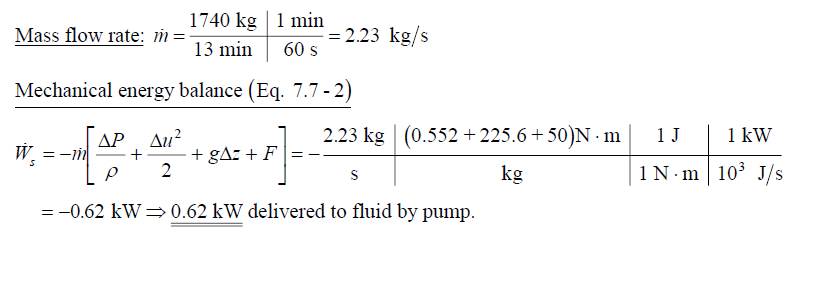 Mass flow rate: ṁ = 1740 kg | 1 min / 13 min | 60 s = 2.23 kg/s
Mechanical energy balance (Eq. 7.7 - 2)
Ẇₛ = −ṁ[ΔP/ρ + Δu²/2 + gΔz + F] = − 2.23 kg | (0.552 + 225.6 + 50)N · m | 1 J | 1 kW / s | kg | 1 N · m | 10³ J/s
= −0.62 kW ⇒ 0.62 kW delivered to fluid by pump.